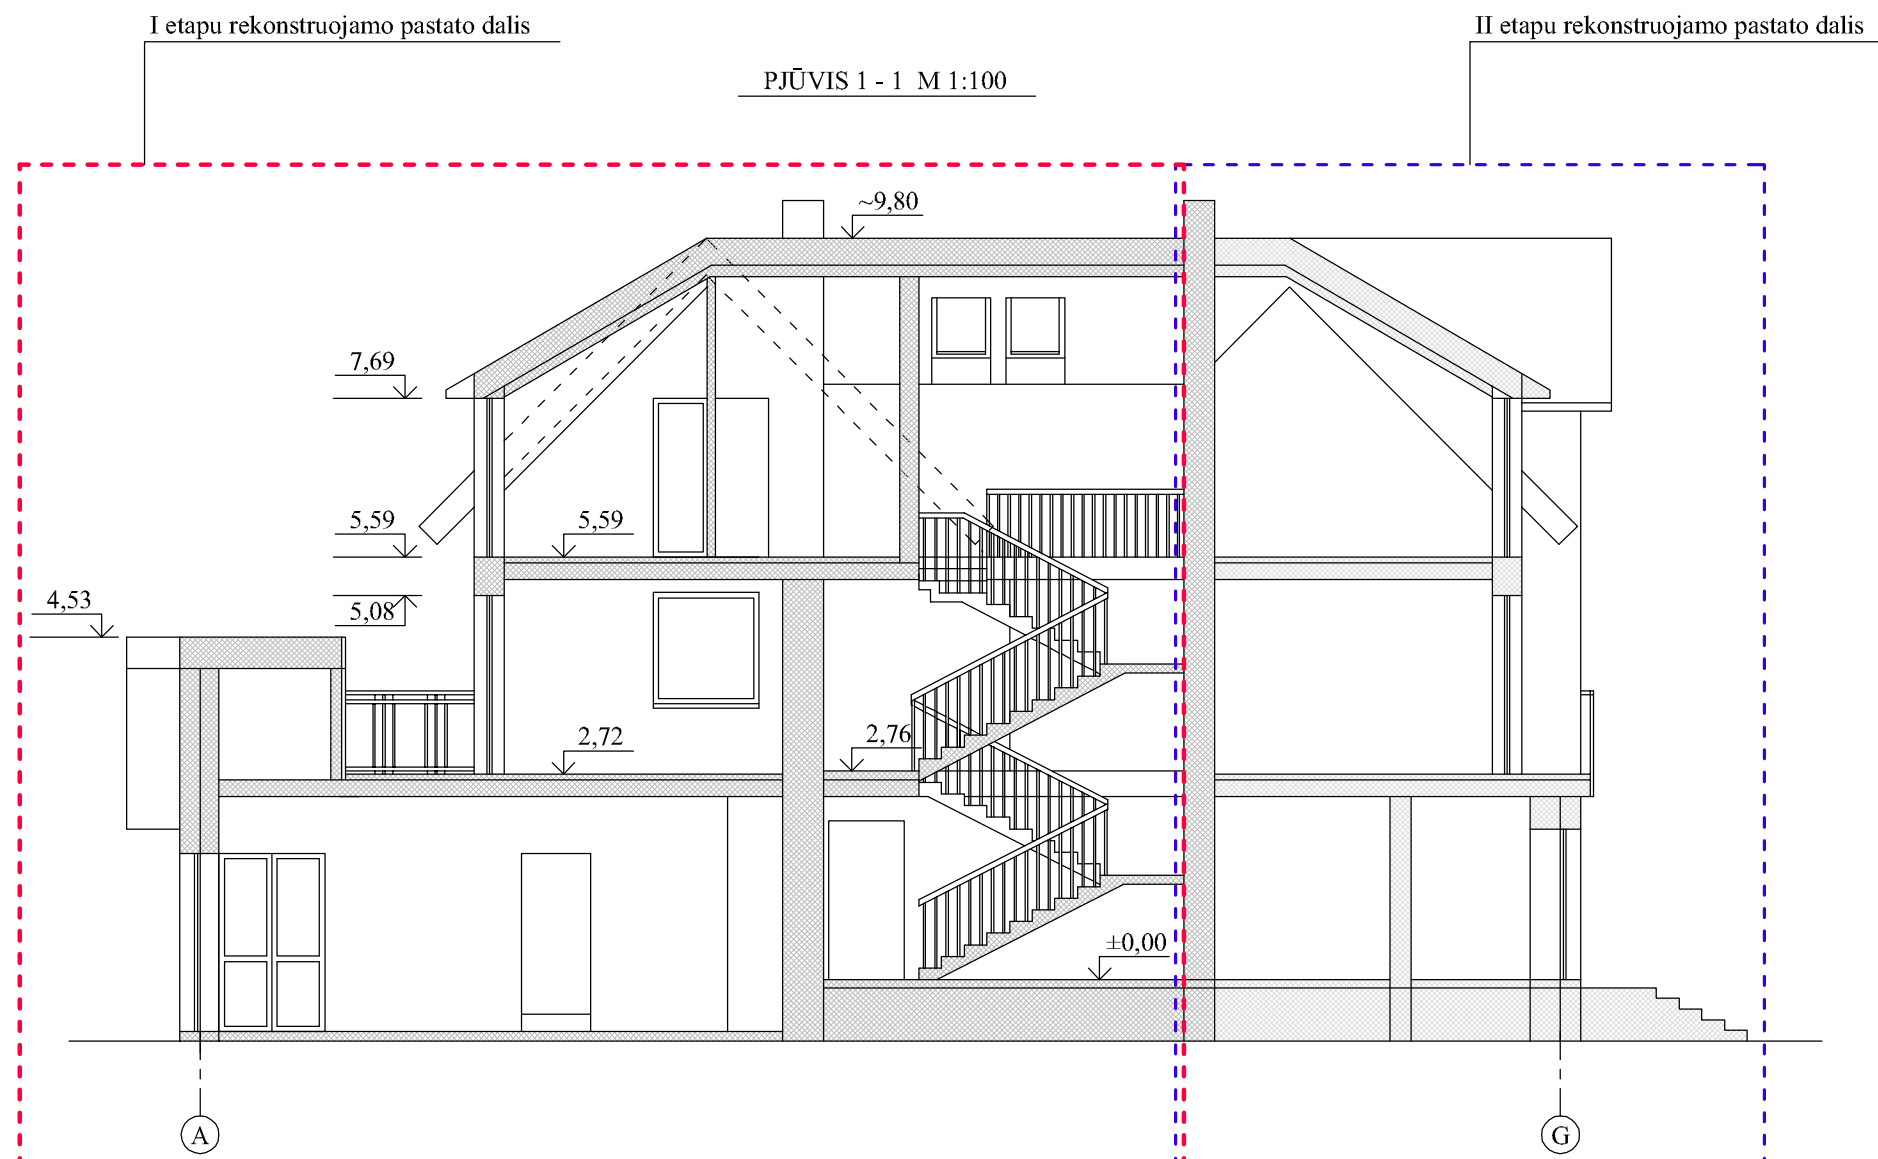 I etapu rekonstruojamo pastato dalis
II etapu rekonstruojamo pastato dalis
PJŪVIS 1 - 1 M 1:100
~9,80
7,69
5,59
5,59
5,08
4,53
2,72
2,76
±0,00
A
G